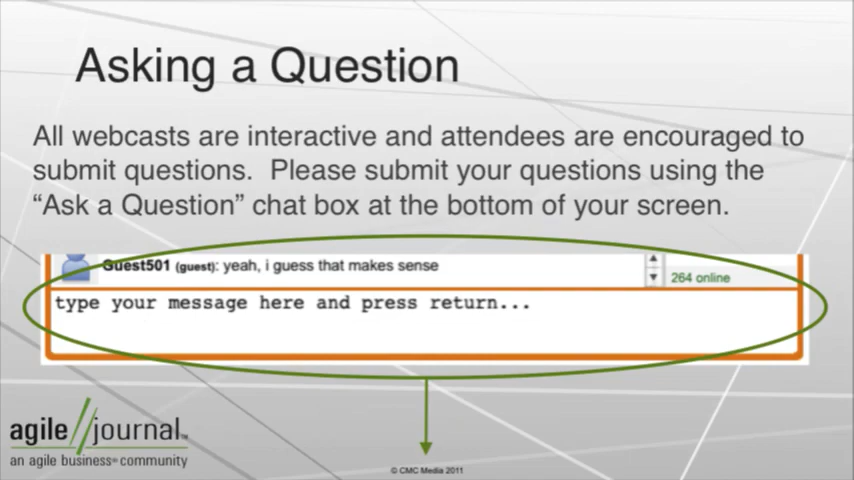 Asking a Question
All webcasts are interactive and attendees are encouraged to
submit questions.  Please submit your questions using the
“Ask a Question” chat box at the bottom of your screen.
Guest501 (guest): yeah, i guess that makes sense
264 online
type your message here and press return...
agile//journal™
an agile business community
© CMC Media 2011